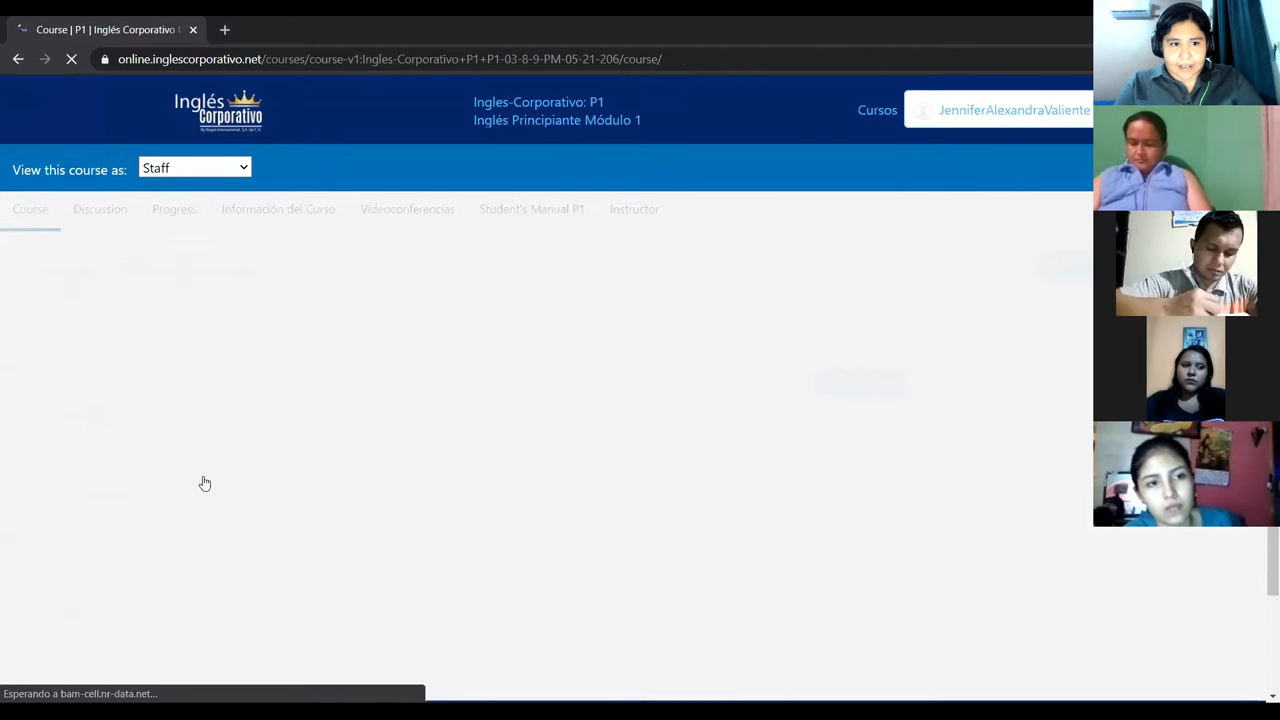 Course | P1 | Inglés Corporativo
online.inglescorporativo.net/courses/course-v1:Ingles-Corporativo+P1+P1-03-8-9-PM-05-21-206/course/
Inglés
Corporativo
Ingles-Corporativo: P1
Inglés Principiante Módulo 1
Cursos
JenniferAlexandraValiente
View this course as:
Staff
Course
Discussion
Progress
Información del Curso
Videoconferencias
Student's Manual P1
Instructor
Esperando a bam-cell.nr-data.net...